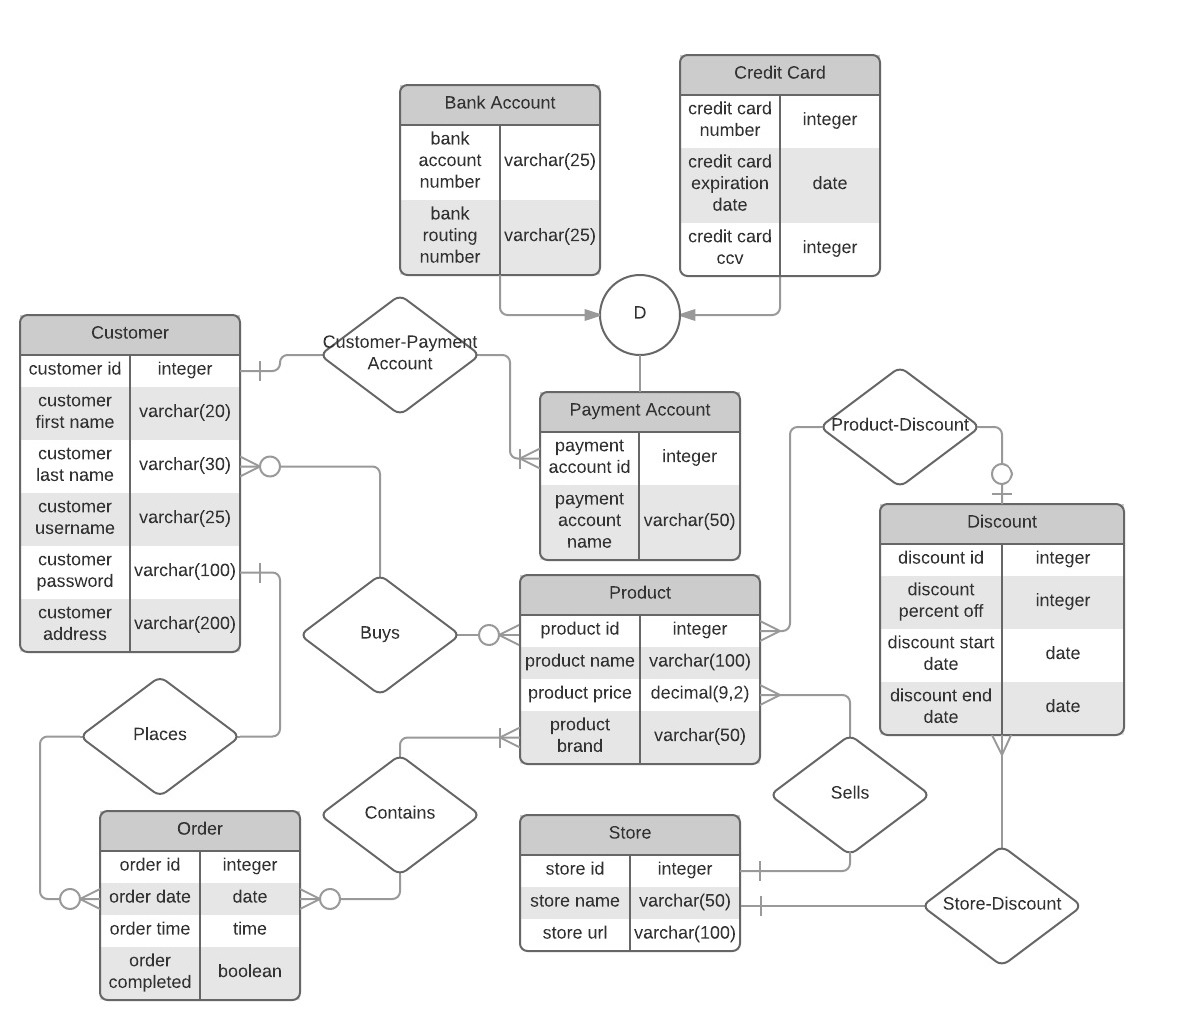 Bank Account
bank
account
number
varchar(25)
bank
routing
number
varchar(25)
Credit Card
credit card
number
integer
credit card
expiration
date
date
credit card
ccv
integer
D
Customer
customer id
integer
customer
first name
varchar(20)
customer
last name
varchar(30)
customer
username
varchar(25)
customer
password
varchar(100)
customer
address
varchar(200)
Customer-Payment
Account
Payment Account
payment
account id
integer
payment
account
name
varchar(50)
Product-Discount
Discount
discount id
integer
discount
percent off
integer
discount start
date
date
discount end
date
date
Buys
Product
product id
integer
product name
varchar(100)
product price
decimal(9,2)
product
brand
varchar(50)
Places
Contains
Sells
Order
order id
integer
order date
date
order time
time
order
completed
boolean
Store
store id
integer
store name
varchar(50)
store url
varchar(100)
Store-Discount